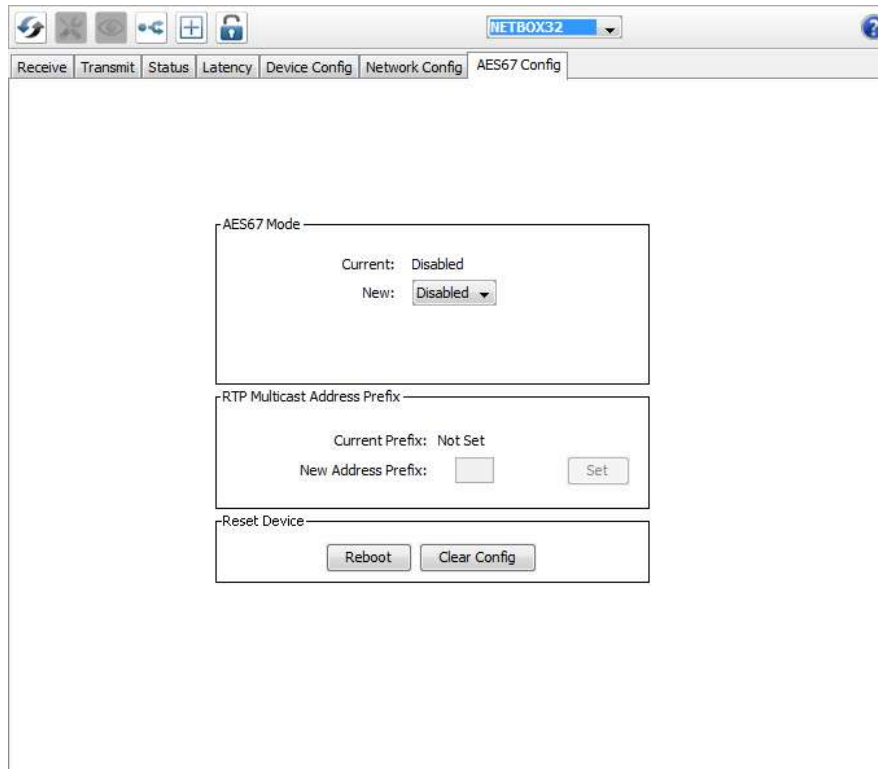 NETBOX32
?
Receive Transmit Status Latency Device Config Network Config AES67 Config
AES67 Mode
Current: Disabled
New: Disabled
RTP Multicast Address Prefix
Current Prefix: Not Set
New Address Prefix: Set
Reset Device
Reboot Clear Config